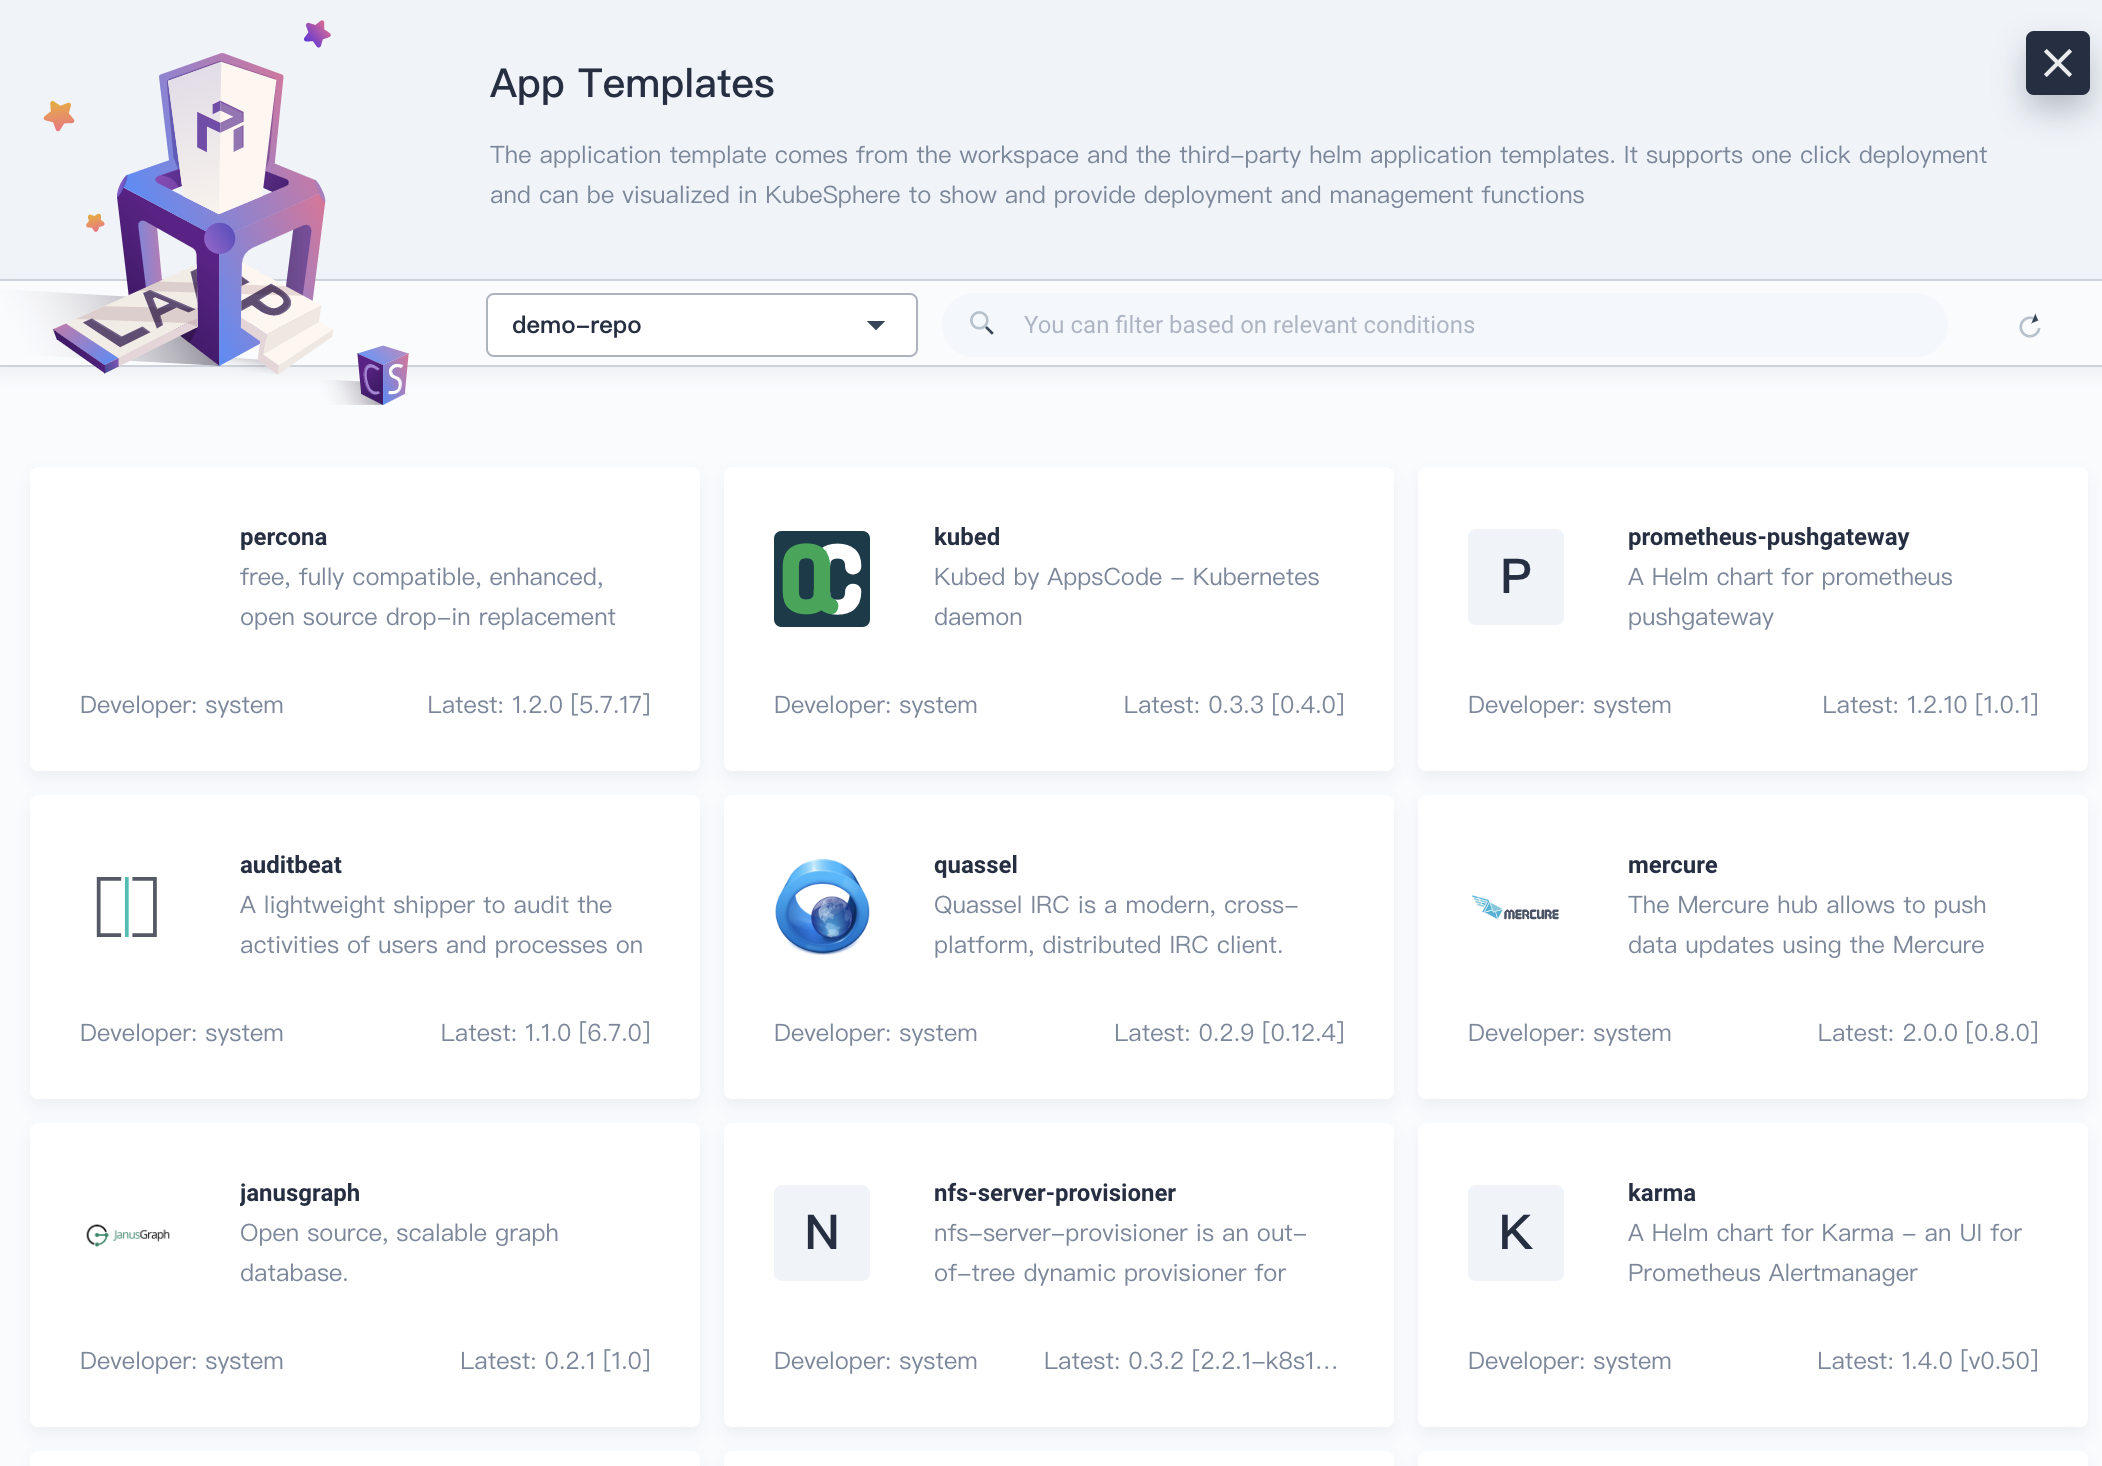 App Templates
The application template comes from the workspace and the third-party helm application templates. It supports one click deployment
and can be visualized in KubeSphere to show and provide deployment and management functions
demo-repo
You can filter based on relevant conditions
CS
percona
free, fully compatible, enhanced,
open source drop-in replacement
Developer: system
Latest: 1.2.0 [5.7.17]
kubed
Kubed by AppsCode - Kubernetes
daemon
Developer: system
Latest: 0.3.3 [0.4.0]
P
prometheus-pushgateway
A Helm chart for prometheus
pushgateway
Developer: system
Latest: 1.2.10 [1.0.1]
auditbeat
A lightweight shipper to audit the
activities of users and processes on
Developer: system
Latest: 1.1.0 [6.7.0]
quassel
Quassel IRC is a modern, cross-
platform, distributed IRC client.
Developer: system
Latest: 0.2.9 [0.12.4]
MERCURE
mercure
The Mercure hub allows to push
data updates using the Mercure
Developer: system
Latest: 2.0.0 [0.8.0]
JanusGraph
janusgraph
Open source, scalable graph
database.
Developer: system
Latest: 0.2.1 [1.0]
N
nfs-server-provisioner
nfs-server-provisioner is an out-
of-tree dynamic provisioner for
Developer: system
Latest: 0.3.2 [2.2.1-k8s1...
K
karma
A Helm chart for Karma - an UI for
Prometheus Alertmanager
Developer: system
Latest: 1.4.0 [v0.50]